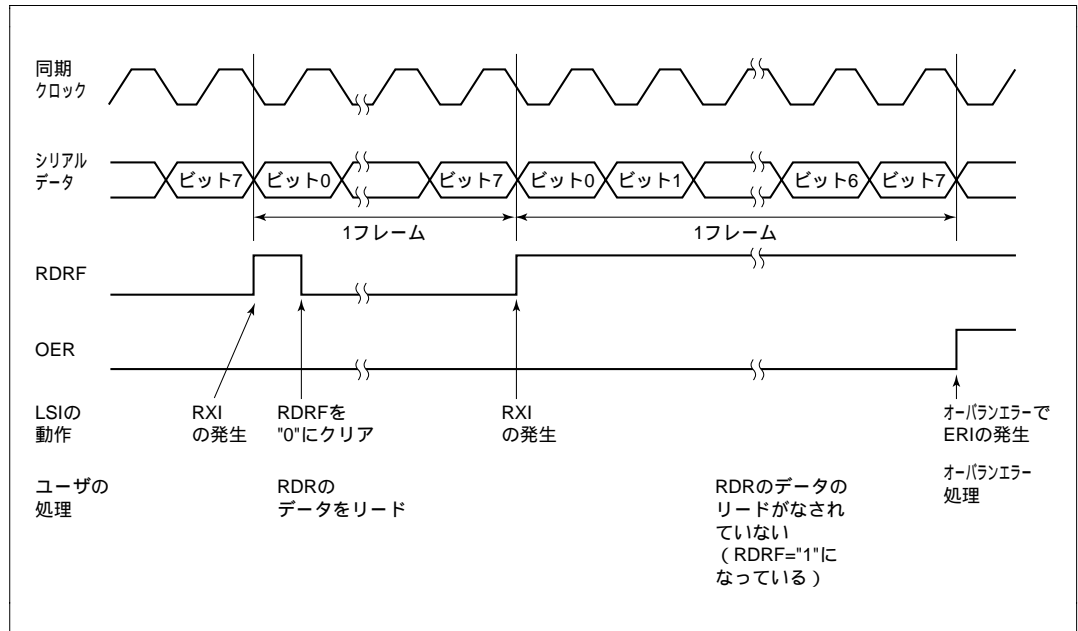 同期
クロック
シリアル
データ
ビット7
ビット0
ビット7
ビット0
ビット1
ビット6
ビット7
1フレーム
1フレーム
RDRF
OER
LSIの
動作
RXI
の発生
RDRFを
"0"にクリア
RXI
の発生
オーバランエラーで
ERIの発生
ユーザの
処理
RDRの
データをリード
RDRのデータの
リードがなされ
ていない
(RDRF="1"に
なっている)
オーバランエラー
処理